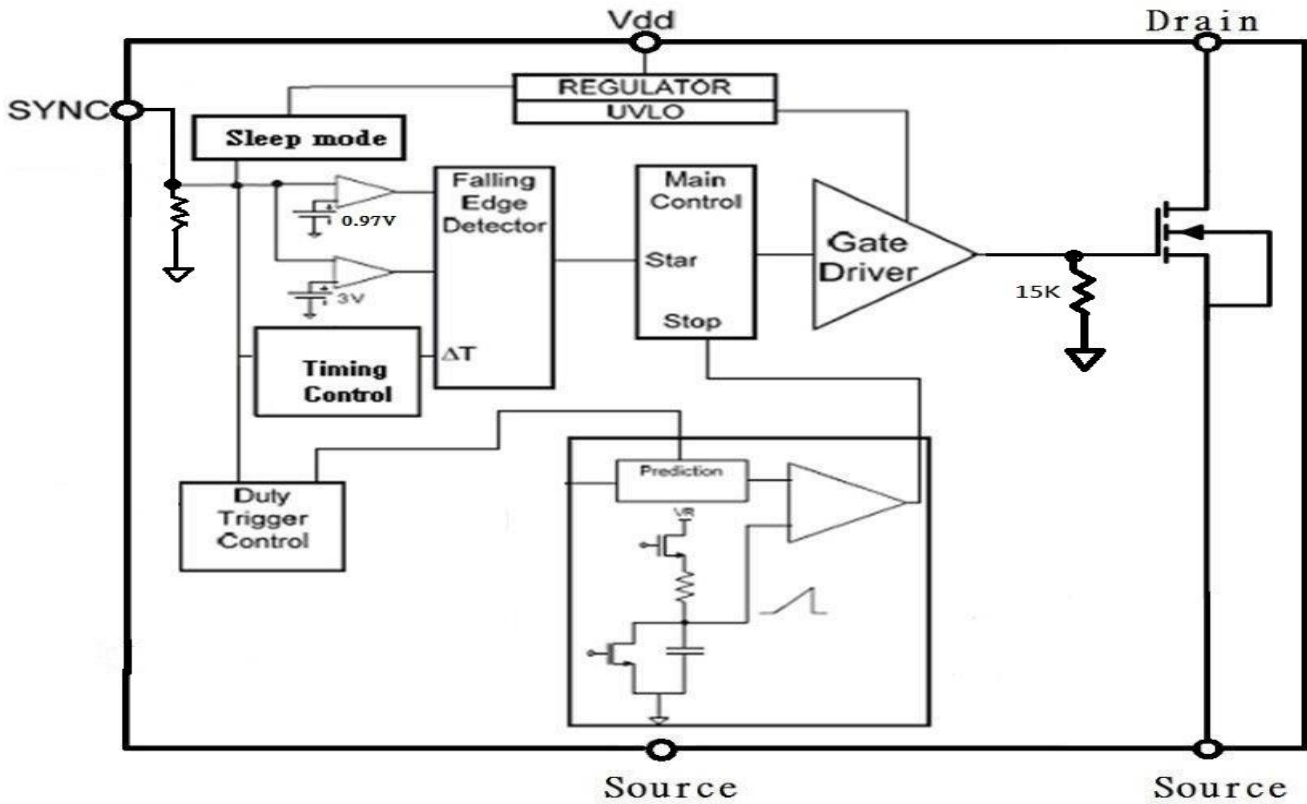 Vdd
Drain
SYNC
REGULATOR
UVLO
Sleep mode
Falling
Edge
Detector
0.97V
3V
Timing
Control
ΔT
Main
Control
Star
Stop
Gate
Driver
15K
Duty
Trigger
Control
Prediction
VR
Source
Source